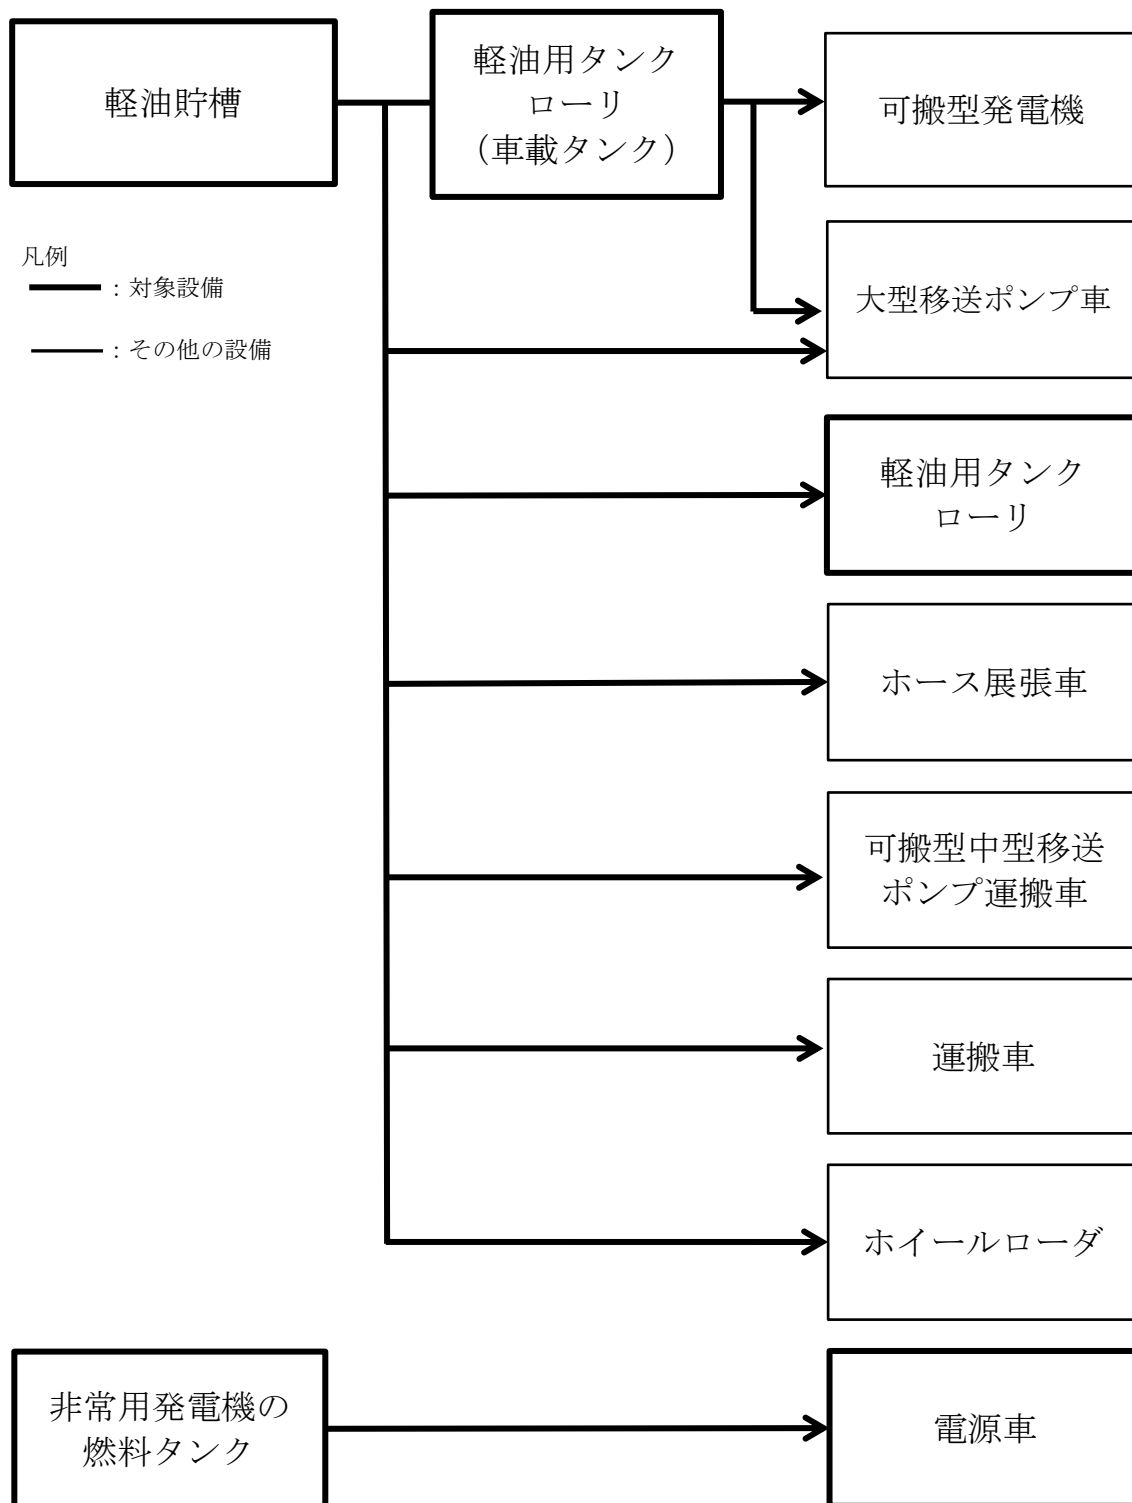 軽油貯槽
軽油用タンク
ローリ
（車載タンク）
可搬型発電機
凡例
：対象設備
：その他の設備
大型移送ポンプ車
軽油用タンク
ローリ
ホース展張車
可搬型中型移送
ポンプ運搬車
運搬車
ホイールローダ
非常用発電機の
燃料タンク
電源車